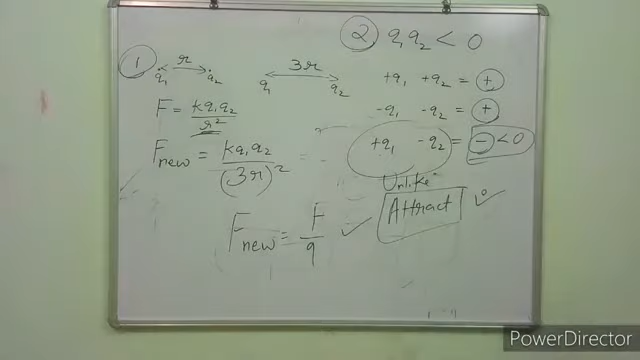 ① r
q₁ q₂
3r
q₁ q₂
F = kq₁q₂ / r²
Fnew = kq₁q₂ / (3r)²
Fnew = F / 9 ✓
② q₁q₂ < 0
+q₁ +q₂ = +
-q₁ -q₂ = +
+q₁ -q₂ = - < 0
Unlike
Attract ✓
PowerDirector